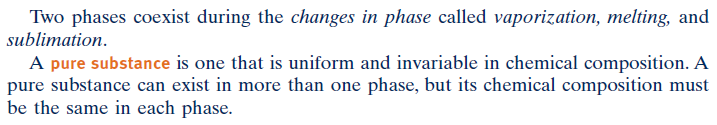 Two phases coexist during the changes in phase called vaporization, melting, and
sublimation.
A pure substance is one that is uniform and invariable in chemical composition. A
pure substance can exist in more than one phase, but its chemical composition must
be the same in each phase.